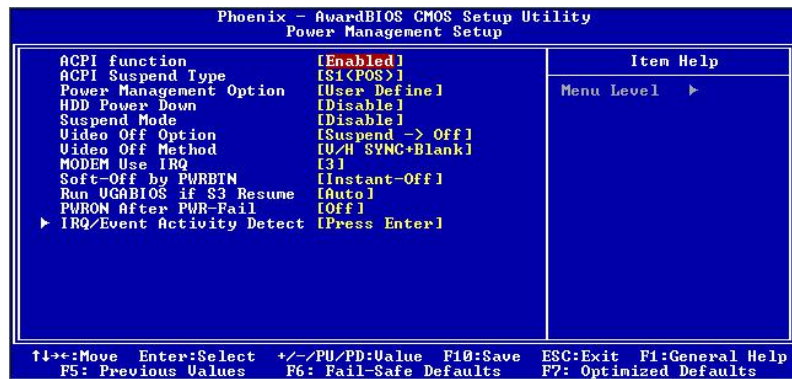 Phoenix - AwardBIOS CMOS Setup Utility
Power Management Setup
ACPI function [Enabled]
ACPI Suspend Type [S1(POS)]
Power Management Option [User Define]
HDD Power Down [Disable]
Suspend Mode [Disable]
Video Off Option [Suspend -> Off]
Video Off Method [V/H SYNC+Blank]
MODEM Use IRQ [3]
Soft-Off by PWRBTN [Instant-Off]
Run VGABIOS if S3 Resume [Auto]
PWRON After PWR-Fail [Off]
▶ IRQ/Event Activity Detect [Press Enter]
Item Help
Menu Level ▶
↑↓→←:Move Enter:Select +/-/PU/PD:Value F10:Save ESC:Exit F1:General Help
F5: Previous Values F6: Fail-Safe Defaults F7: Optimized Defaults